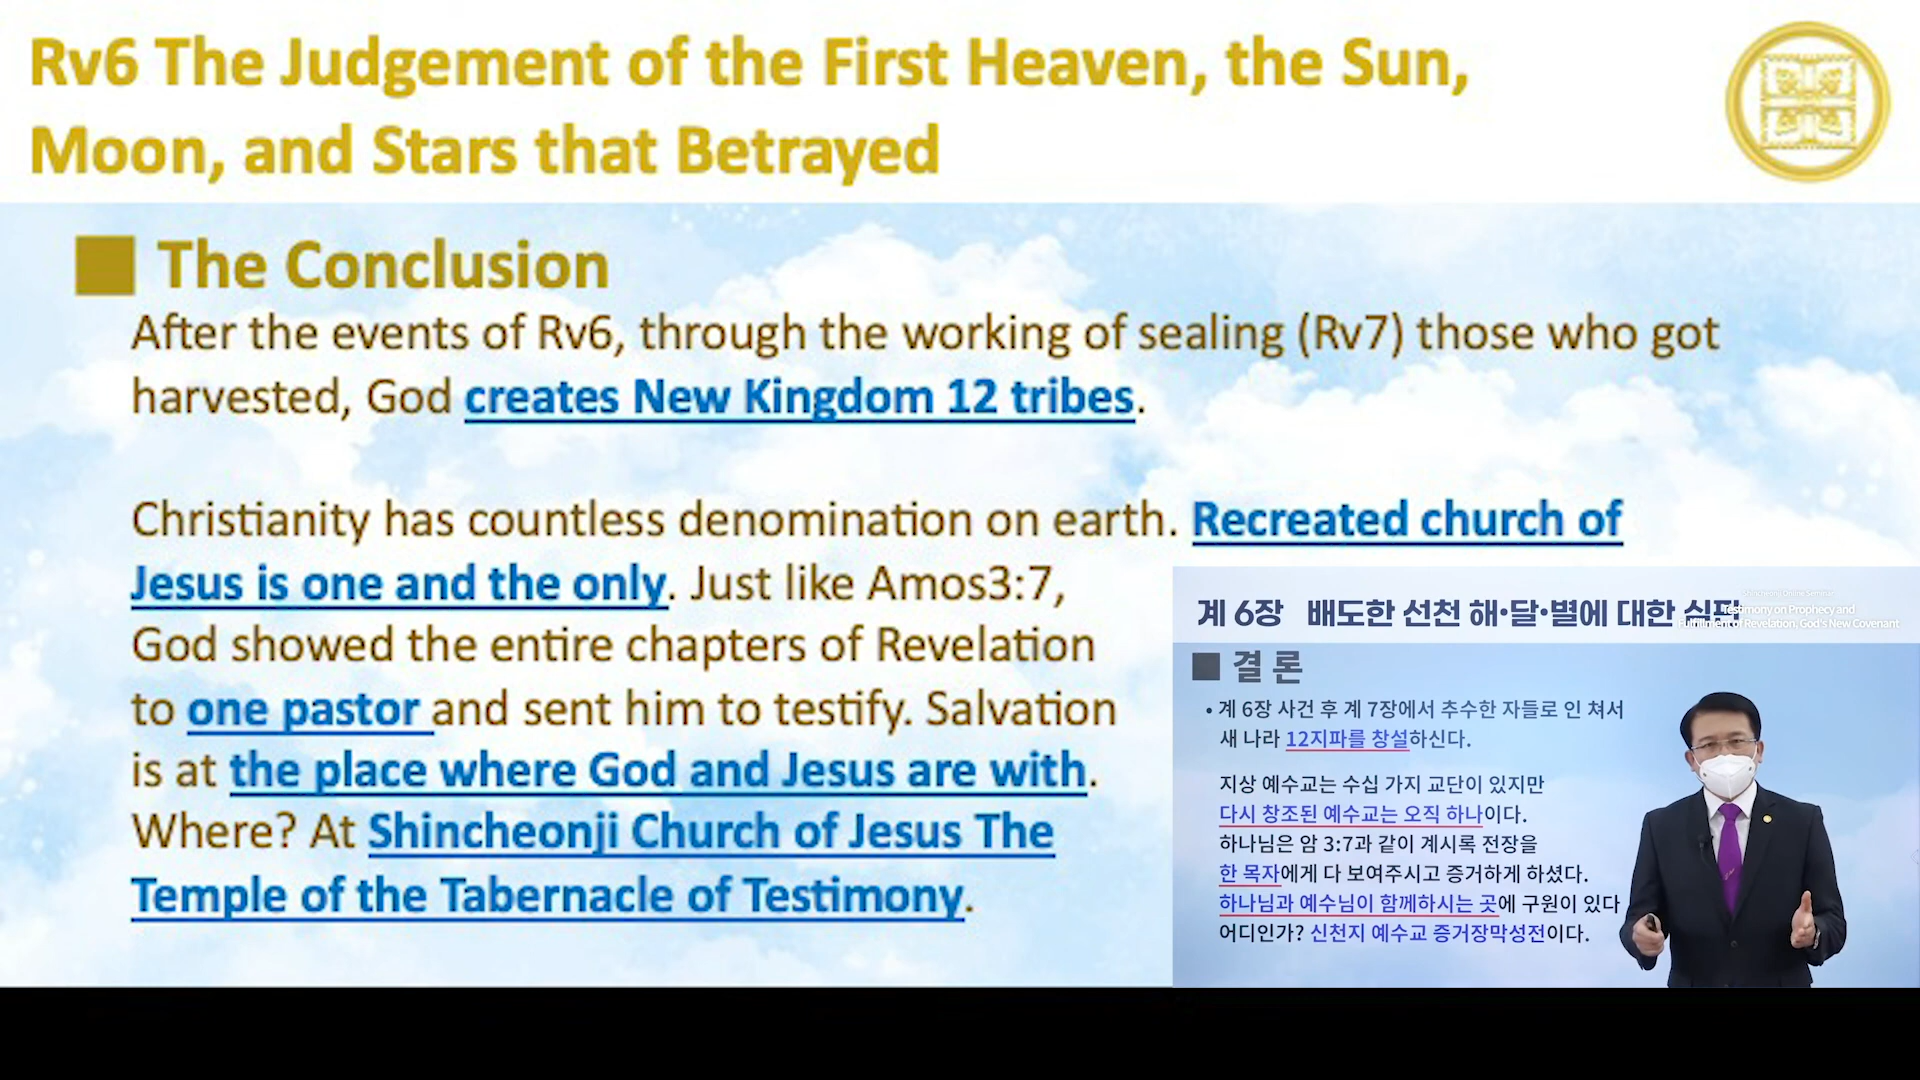 Rv6 The Judgement of the First Heaven, the Sun,
Moon, and Stars that Betrayed
The Conclusion
After the events of Rv6, through the working of sealing (Rv7) those who got
harvested, God creates New Kingdom 12 tribes.
Christianity has countless denomination on earth. Recreated church of
Jesus is one and the only. Just like Amos3:7,
God showed the entire chapters of Revelation
to one pastor and sent him to testify. Salvation
is at the place where God and Jesus are with.
Where? At Shincheonji Church of Jesus The
Temple of the Tabernacle of Testimony.
계 6장 배도한 선천 해·달·별에 대한 심판
Shincheonji Online Seminar
Testimony on Prophecy and
Fulfillment of Revelation, God's New Covenant
결 론
• 계 6장 사건 후 계 7장에서 추수한 자들로 인 쳐서
새 나라 12지파를 창설하신다.
지상 예수교는 수십 가지 교단이 있지만
다시 창조된 예수교는 오직 하나이다.
하나님은 암 3:7과 같이 계시록 전장을
한 목자에게 다 보여주시고 증거하게 하셨다.
하나님과 예수님이 함께하시는 곳에 구원이 있다
어디인가? 신천지 예수교 증거장막성전이다.